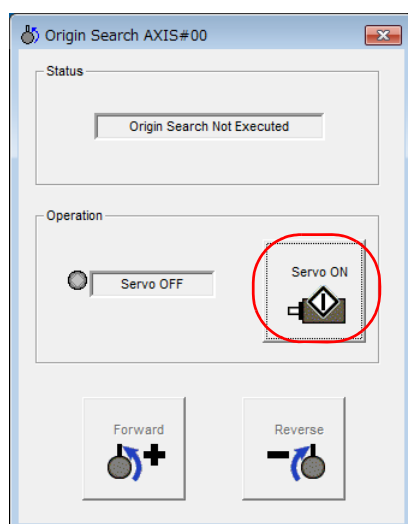 Origin Search AXIS#00
Status
Origin Search Not Executed
Operation
Servo OFF
Servo ON
Forward
Reverse